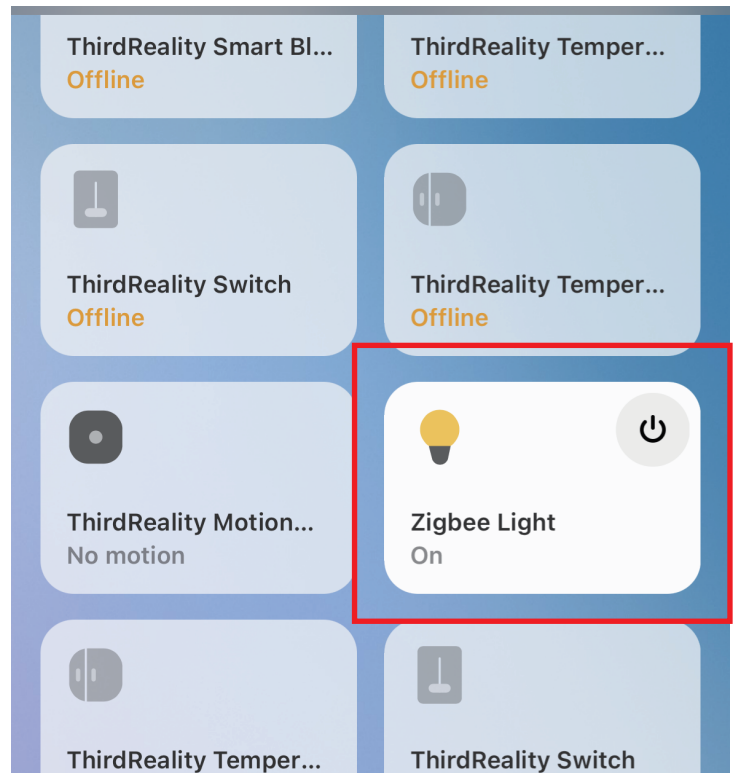 ThirdReality Smart Bl...
Offline
ThirdReality Temper...
Offline
ThirdReality Switch
Offline
ThirdReality Temper...
Offline
ThirdReality Motion...
No motion
Zigbee Light
On
ThirdReality Temper...
ThirdReality Switch